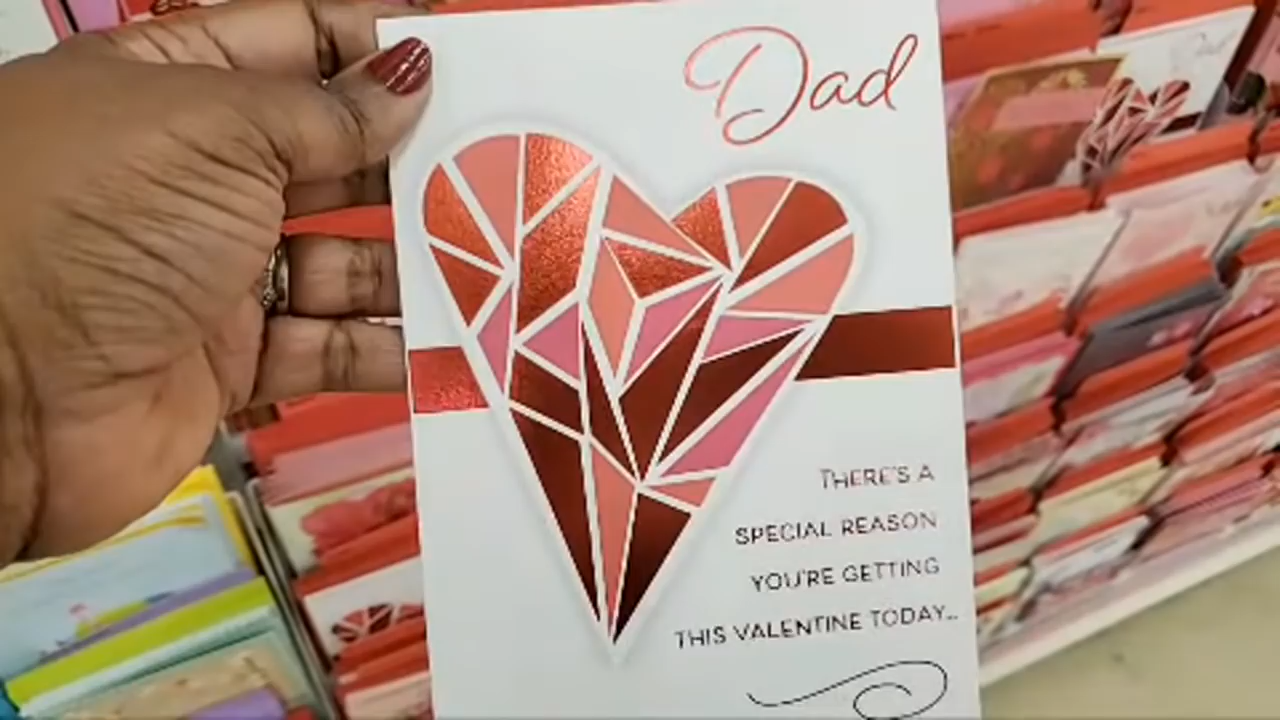 Dad
THERE'S A
SPECIAL REASON
YOU'RE GETTING
THIS VALENTINE TODAY...